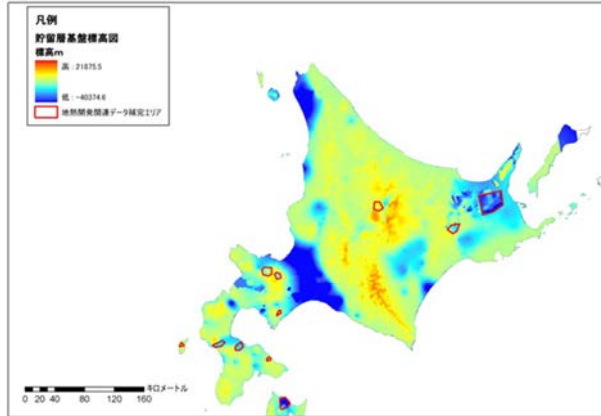 凡例
貯留層基盤標高図
標高m
高 : 21875.5
低 : -40374.6
地熱開発関連データ補完エリア
0 20 40 80 120 160 キロメートル